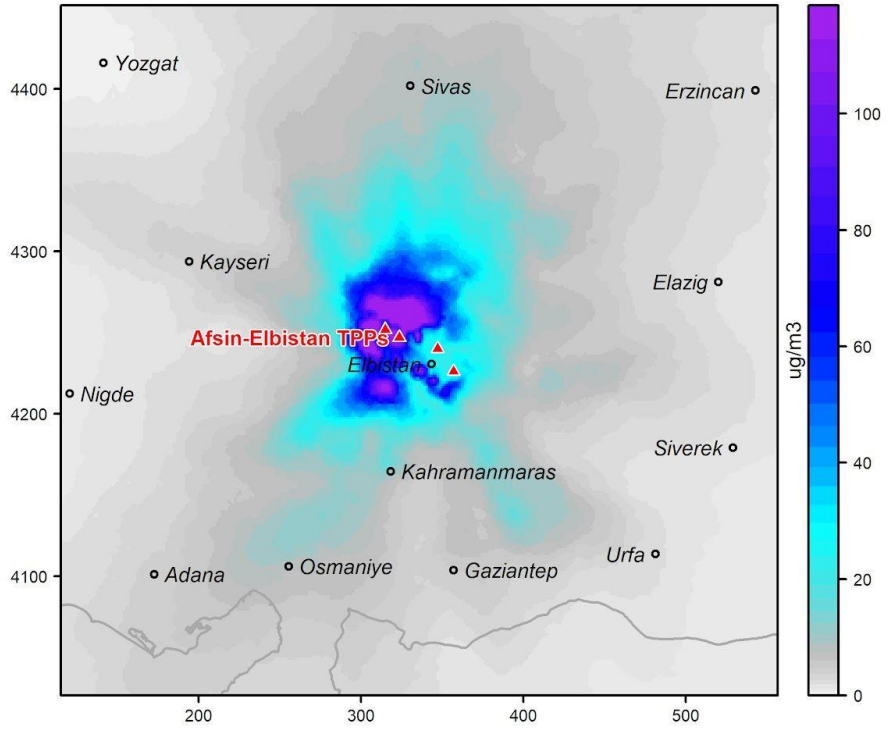 4400
4300
4200
4100
200
300
400
500
Yozgat
Sivas
Erzincan
Kayseri
Elazig
Afsin-Elbistan TPPs
Elbistan
Nigde
Siverek
Kahramanmaras
Urfa
Adana
Osmaniye
Gaziantep
100
80
60
40
20
0
ug/m3